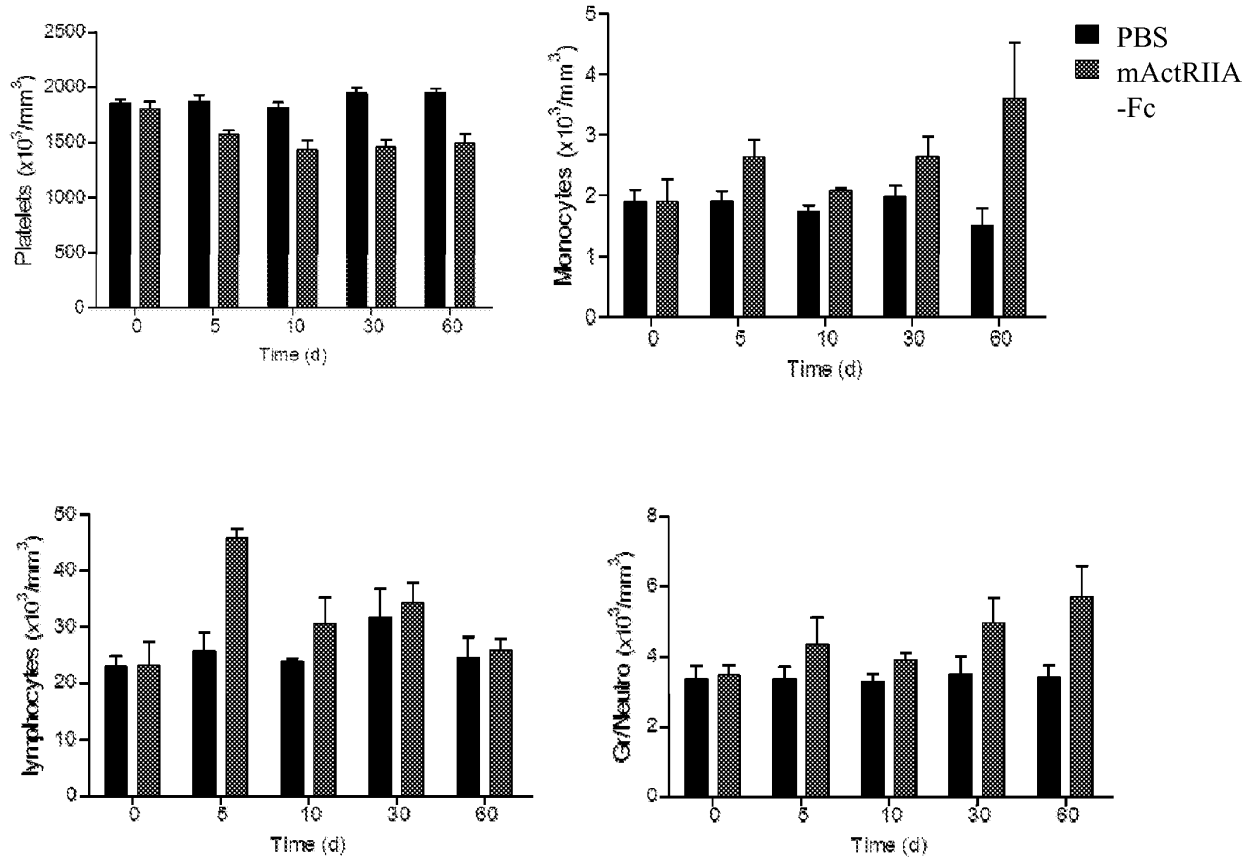 2500
2000
1500
1000
500
0
Platelets (x10³/mm³)
0 5 10 30 60
Time (d)
5
4
3
2
1
0
Monocytes (x10³/mm³)
0 5 10 30 60
Time (d)
PBS
mActRIIA
-Fc
50
40
30
20
10
0
lymphocytes (x10³/mm³)
0 5 10 30 60
Time (d)
8
6
4
2
0
Gr/Neutro (x10³/mm³)
0 5 10 30 60
Time (d)